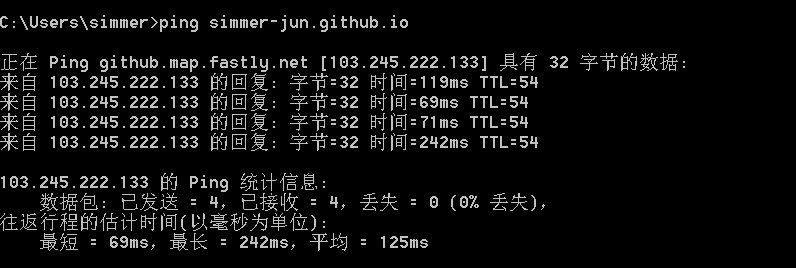 C:\Users\simmer>ping simmer-jun.github.io
正在 Ping github.map.fastly.net [103.245.222.133] 具有 32 字节的数据:
来自 103.245.222.133 的回复: 字节=32 时间=119ms TTL=54
来自 103.245.222.133 的回复: 字节=32 时间=69ms TTL=54
来自 103.245.222.133 的回复: 字节=32 时间=71ms TTL=54
来自 103.245.222.133 的回复: 字节=32 时间=242ms TTL=54
103.245.222.133 的 Ping 统计信息:
数据包: 已发送 = 4，已接收 = 4，丢失 = 0 (0% 丢失)，
往返行程的估计时间(以毫秒为单位):
最短 = 69ms，最长 = 242ms，平均 = 125ms